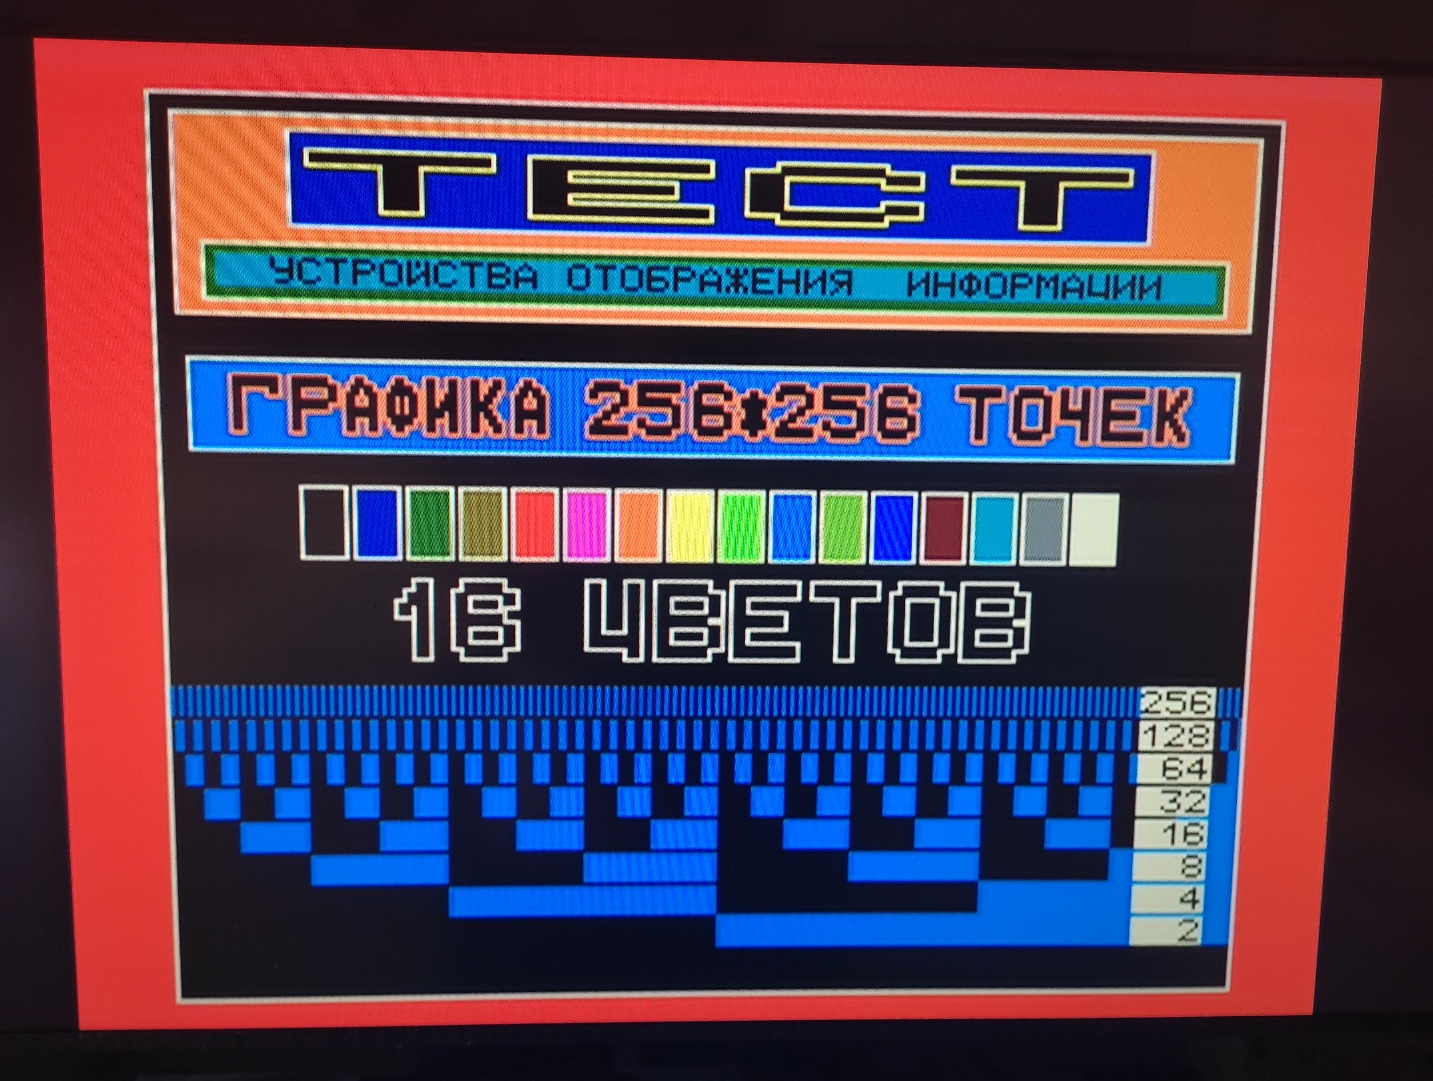 ТЕСТ
УСТРОЙСТВА ОТОБРАЖЕНИЯ ИНФОРМАЦИИ
ГРАФИКА 256*256 ТОЧЕК
16 ЦВЕТОВ
256
128
64
32
16
8
4
2